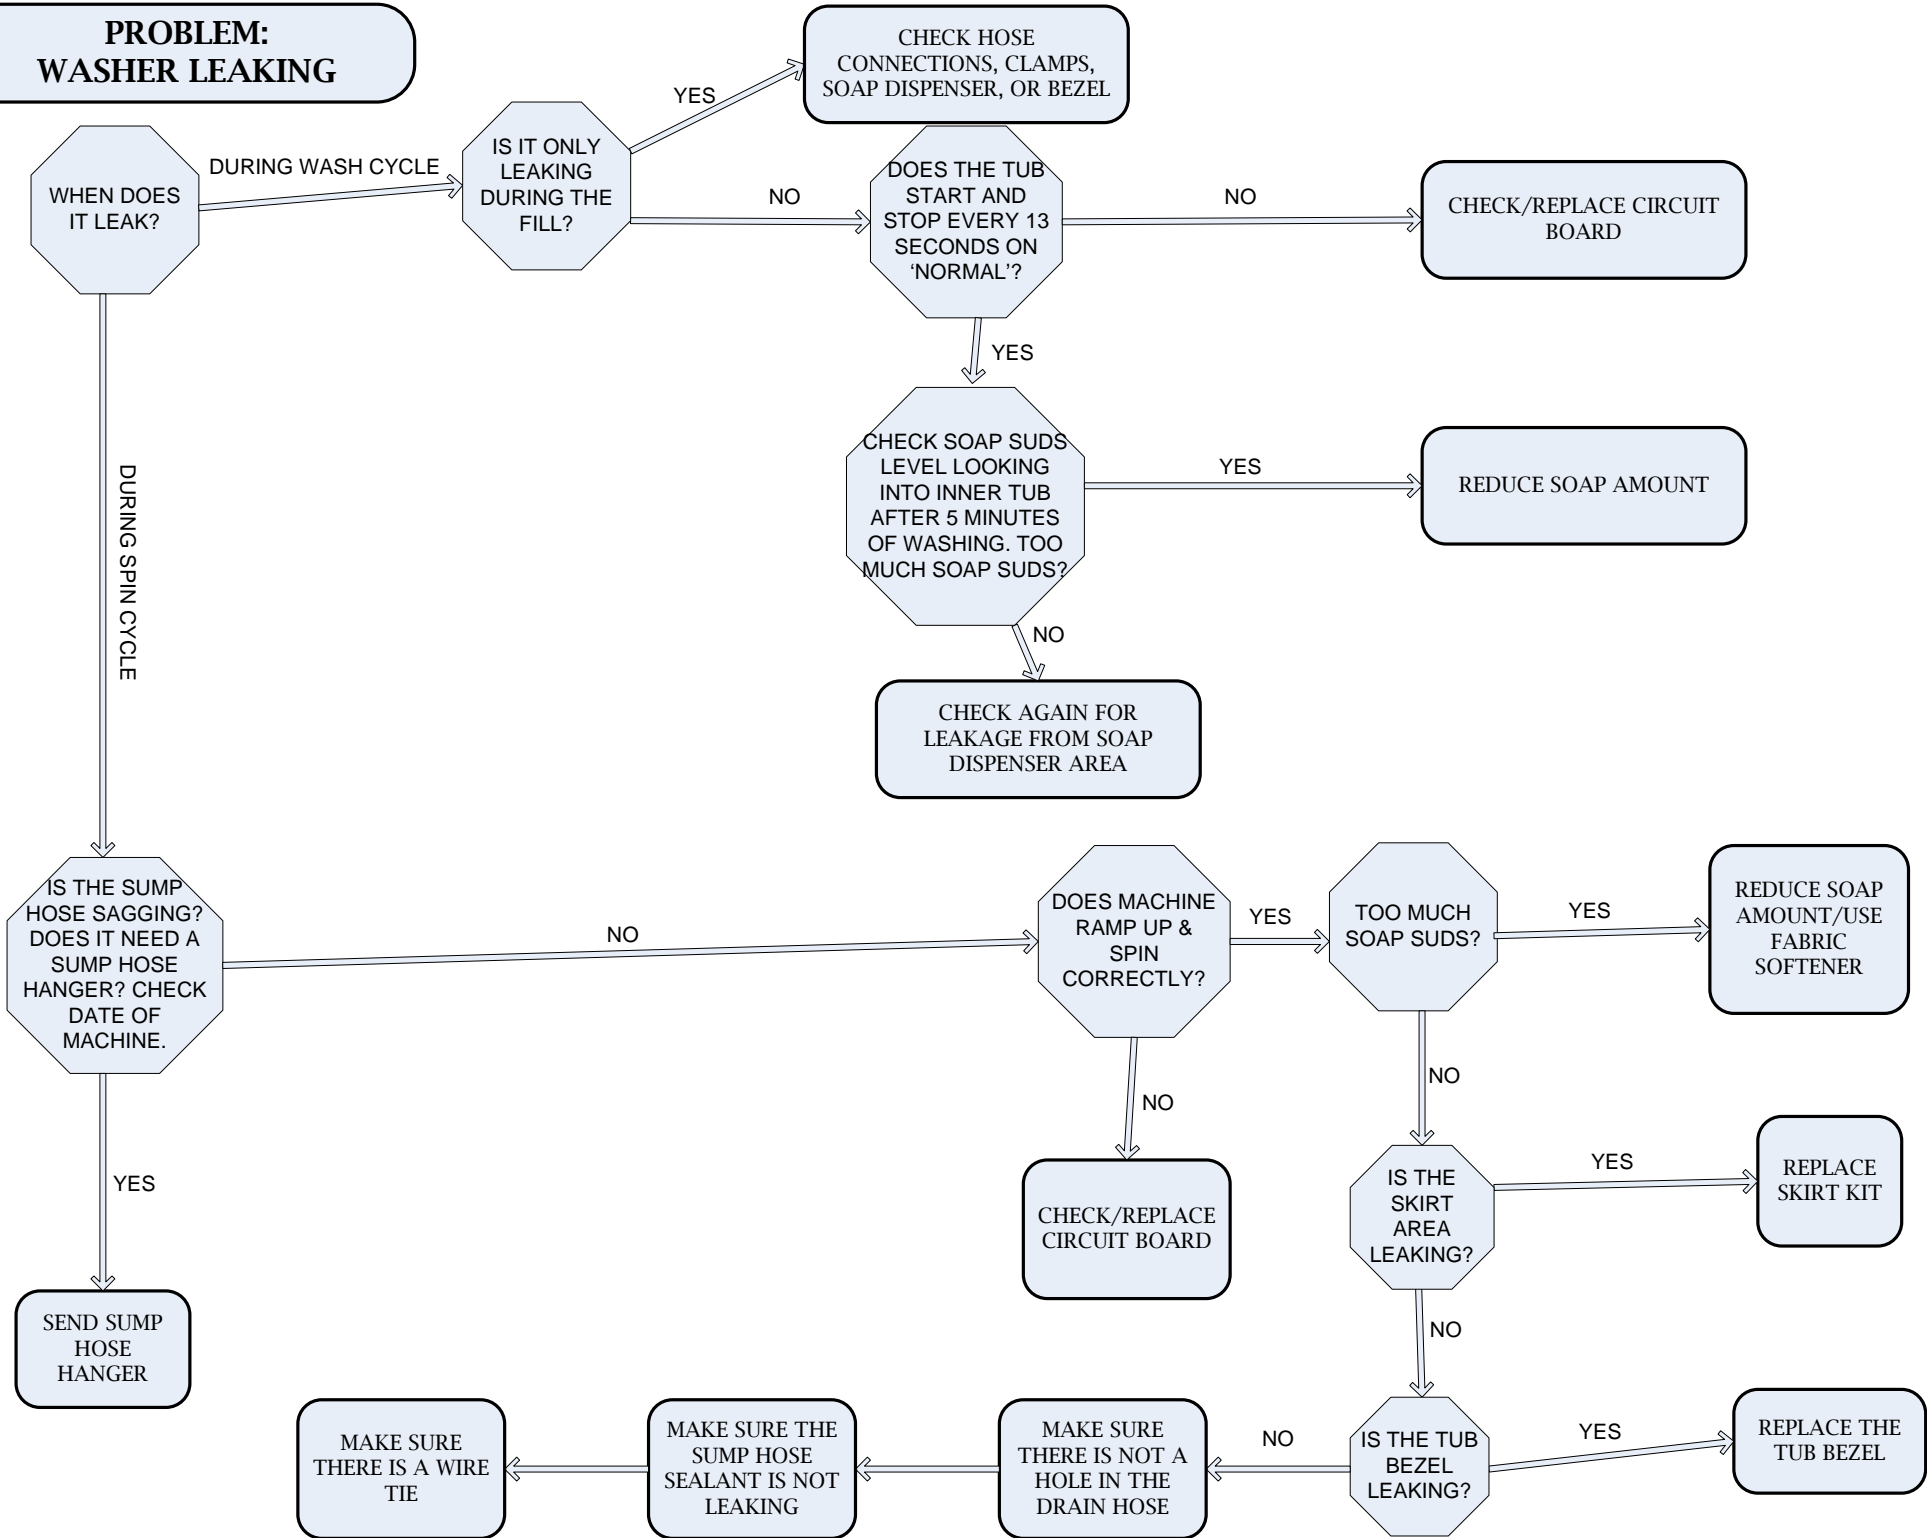 PROBLEM:
WASHER LEAKING
CHECK HOSE
CONNECTIONS, CLAMPS,
SOAP DISPENSER, OR BEZEL
YES
WHEN DOES
IT LEAK?
DURING WASH CYCLE
IS IT ONLY
LEAKING
DURING THE
FILL?
NO
DOES THE TUB
START AND
STOP EVERY 13
SECONDS ON
‘NORMAL’?
NO
CHECK/REPLACE CIRCUIT
BOARD
YES
CHECK SOAP SUDS
LEVEL LOOKING
INTO INNER TUB
AFTER 5 MINUTES
OF WASHING. TOO
MUCH SOAP SUDS?
YES
REDUCE SOAP AMOUNT
NO
CHECK AGAIN FOR
LEAKAGE FROM SOAP
DISPENSER AREA
DURING SPIN CYCLE
IS THE SUMP
HOSE SAGGING?
DOES IT NEED A
SUMP HOSE
HANGER? CHECK
DATE OF
MACHINE.
NO
DOES MACHINE
RAMP UP &
SPIN
CORRECTLY?
YES
TOO MUCH
SOAP SUDS?
YES
REDUCE SOAP
AMOUNT/USE
FABRIC
SOFTENER
NO
CHECK/REPLACE
CIRCUIT BOARD
NO
IS THE
SKIRT
AREA
LEAKING?
YES
REPLACE
SKIRT KIT
YES
SEND SUMP
HOSE
HANGER
NO
IS THE TUB
BEZEL
LEAKING?
YES
REPLACE THE
TUB BEZEL
NO
MAKE SURE
THERE IS NOT A
HOLE IN THE
DRAIN HOSE
MAKE SURE THE
SUMP HOSE
SEALANT IS NOT
LEAKING
MAKE SURE
THERE IS A WIRE
TIE